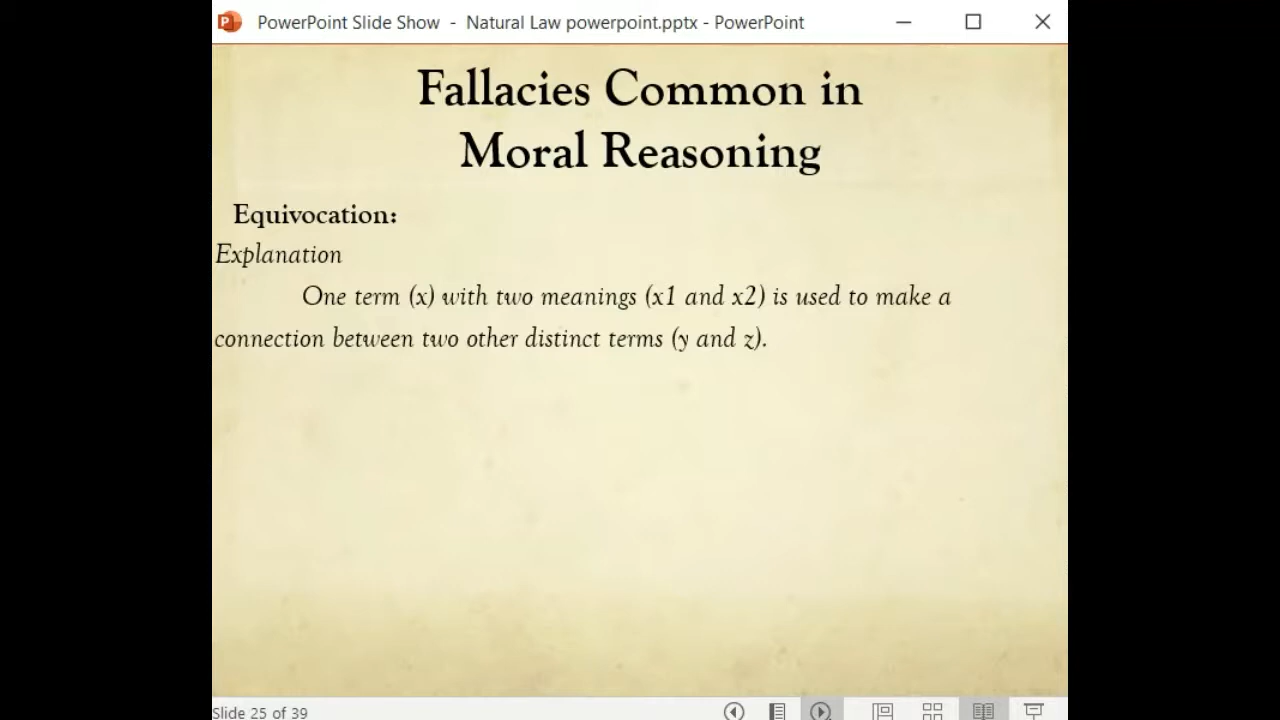 PowerPoint Slide Show - Natural Law powerpoint.pptx - PowerPoint
Fallacies Common in
Moral Reasoning
Equivocation:
Explanation
One term (x) with two meanings (x1 and x2) is used to make a
connection between two other distinct terms (y and z).
Slide 25 of 39